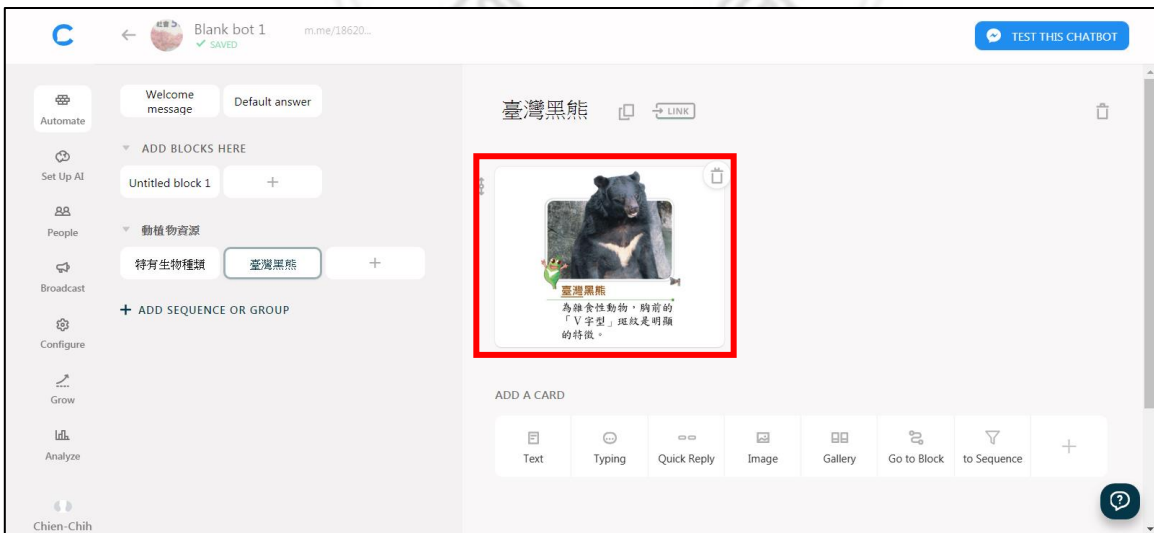 Blank bot 1
m.me/18620...
SAVED
TEST THIS CHATBOT
Automate
Set Up AI
People
Broadcast
Configure
Grow
Analyze
Chien-Chih
Welcome
message
Default answer
ADD BLOCKS HERE
Untitled block 1
動植物資源
特有生物種類
臺灣黑熊
+ ADD SEQUENCE OR GROUP
臺灣黑熊
LINK
臺灣黑熊
為雜食性動物，胸前的
「V字型」斑紋是明顯
的特徵。
ADD A CARD
Text
Typing
Quick Reply
Image
Gallery
Go to Block
to Sequence